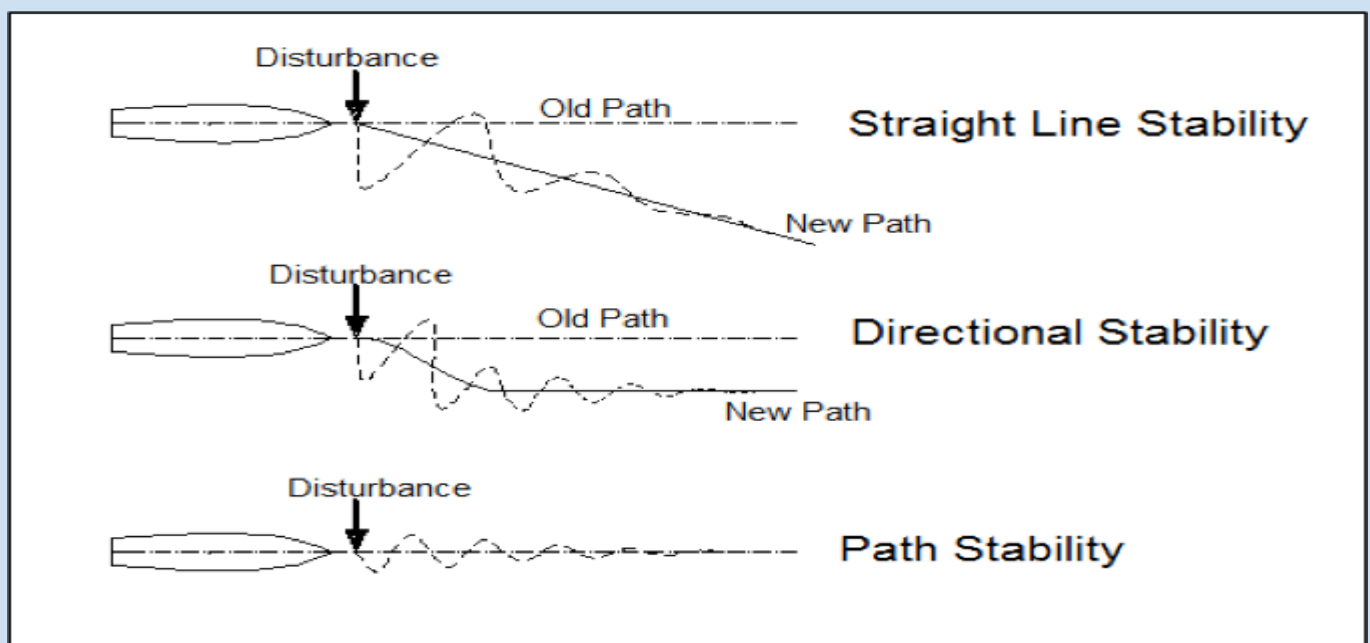 Disturbance
Old Path
Straight Line Stability
New Path
Disturbance
Old Path
Directional Stability
New Path
Disturbance
Path Stability